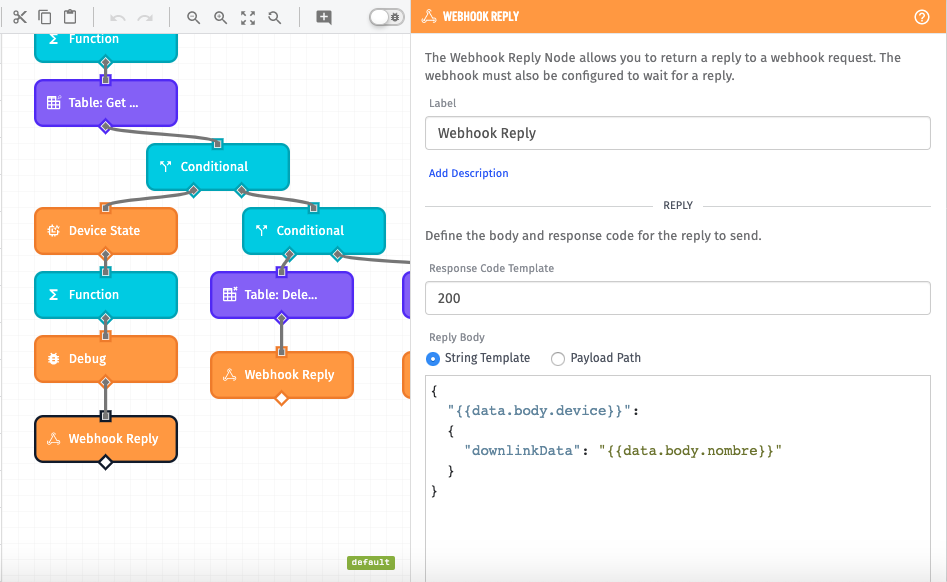 Function
Table: Get ...
Conditional
Device State
Conditional
Function
Table: Dele...
Debug
Webhook Reply
Webhook Reply
default
WEBHOOK REPLY
The Webhook Reply Node allows you to return a reply to a webhook request. The
webhook must also be configured to wait for a reply.
Label
Webhook Reply
Add Description
REPLY
Define the body and response code for the reply to send.
Response Code Template
200
Reply Body
String Template
Payload Path
{
"{{data.body.device}}":
{
"downlinkData": "{{data.body.nombre}}"
}
}